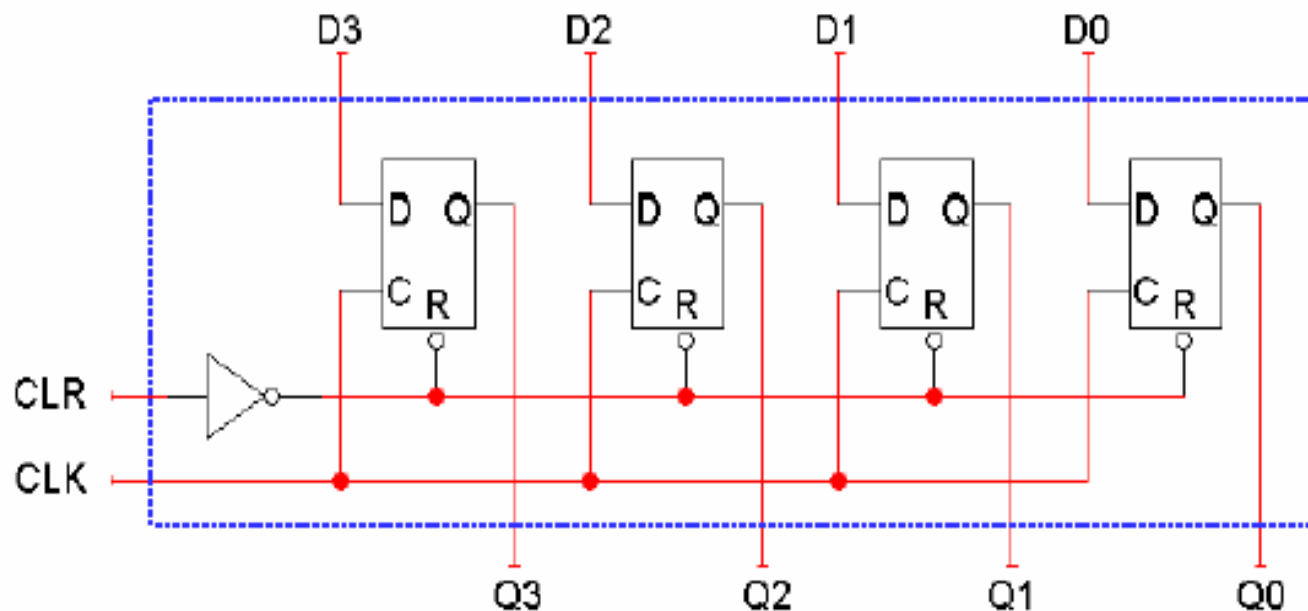 D3 D2 D1 D0
D Q D Q D Q D Q
C R C R C R C R
CLR
CLK
Q3 Q2 Q1 Q0